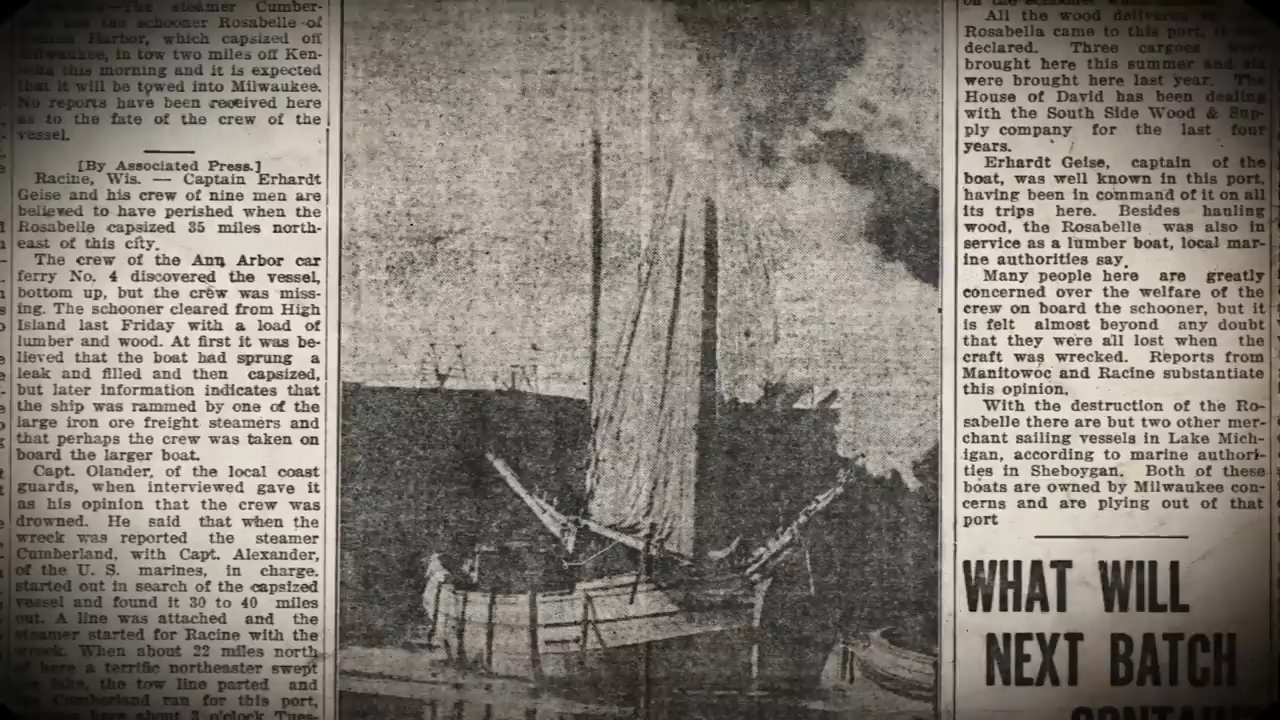 The steamer Cumber-
the schooner Rosabelle of
Harbor, which capsized off
Milwaukee, in tow two miles off Ken-
this morning and it is expected
that it will be towed into Milwaukee.
No reports have been received here
as to the fate of the crew of the
vessel.
[By Associated Press.]
Racine, Wis. — Captain Erhardt
Geise and his crew of nine men are
believed to have perished when the
Rosabelle capsized 35 miles north-
east of this city.
The crew of the Ann Arbor car
ferry No. 4 discovered the vessel,
bottom up, but the crew was miss-
ing. The schooner cleared from High
Island last Friday with a load of
lumber and wood. At first it was be-
lieved that the boat had sprung a
leak and filled and then capsized,
but later information indicates that
the ship was rammed by one of the
large iron ore freight steamers and
that perhaps the crew was taken on
board the larger boat.
Capt. Olander, of the local coast
guards, when interviewed gave it
as his opinion that the crew was
drowned. He said that when the
wreck was reported the steamer
Cumberland, with Capt. Alexander,
of the U. S. marines, in charge.
started out in search of the capsized
vessel and found it 30 to 40 miles
out. A line was attached and the
steamer started for Racine with the
wreck. When about 22 miles north
of here a terrific northeaster swept
lake, the tow line parted and
Cumberland ran for this port,
here about 3 o'clock Tues-
All the wood delivered
Rosabella came to this port, it was
declared. Three cargoes were
brought here this summer and six
were brought here last year. The
House of David has been dealing
with the South Side Wood & Sup-
ply company for the last four
years.
Erhardt Geise, captain of the
boat, was well known in this port,
having been in command of it on all
its trips here. Besides hauling
wood, the Rosabelle was also in
service as a lumber boat, local mar-
ine authorities say.
Many people here are greatly
concerned over the welfare of the
crew on board the schooner, but it
is felt almost beyond any doubt
that they were all lost when the
craft was wrecked. Reports from
Manitowoc and Racine substantiate
this opinion.
With the destruction of the Ro-
sabelle there are but two other mer-
chant sailing vessels in Lake Mich-
igan, according to marine authori-
ties in Sheboygan. Both of these
boats are owned by Milwaukee con-
cerns and are plying out of that
port
WHAT WILL
NEXT BATCH